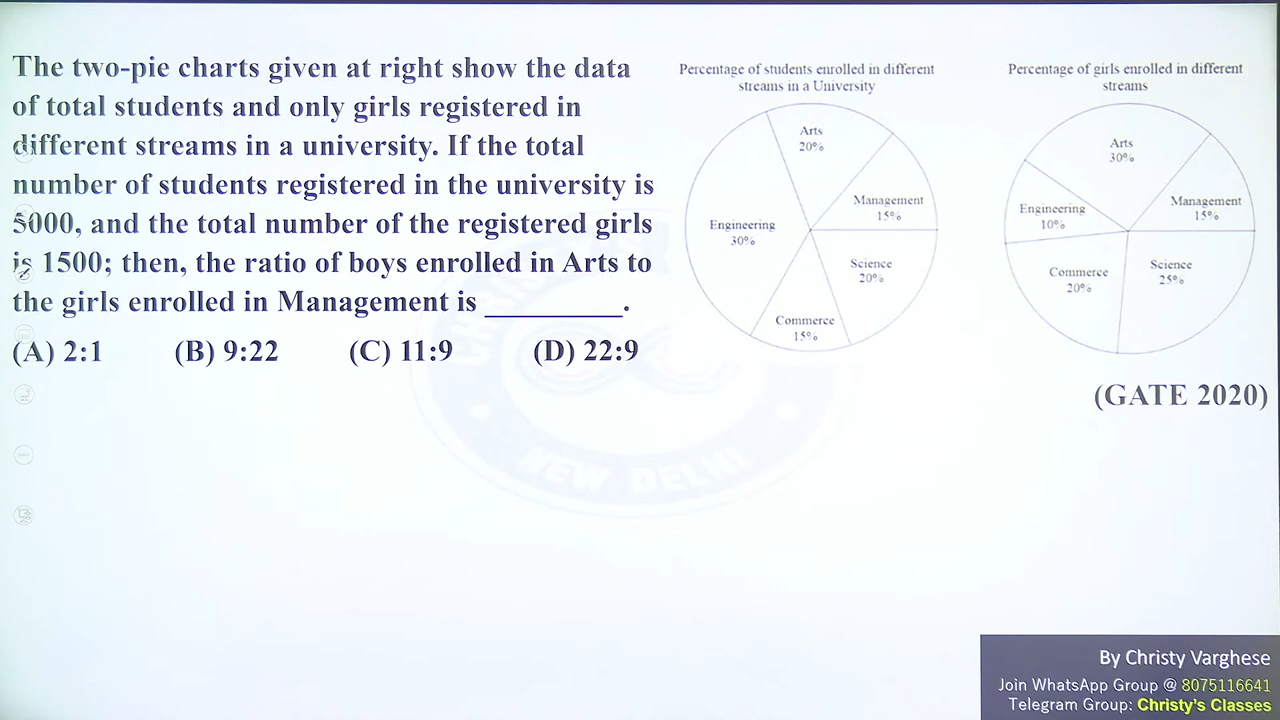 The two-pie charts given at right show the data
of total students and only girls registered in
different streams in a university. If the total
number of students registered in the university is
5000, and the total number of the registered girls
is 1500; then, the ratio of boys enrolled in Arts to
the girls enrolled in Management is __________.
(A) 2:1 (B) 9:22 (C) 11:9 (D) 22:9
Percentage of students enrolled in different
streams in a University
Arts
20%
Management
15%
Engineering
30%
Science
20%
Commerce
15%
Percentage of girls enrolled in different
streams
Arts
30%
Management
15%
Engineering
10%
Commerce
20%
Science
25%
(GATE 2020)
NEW DELHI
By Christy Varghese
Join WhatsApp Group @ 8075116641
Telegram Group: Christy's Classes